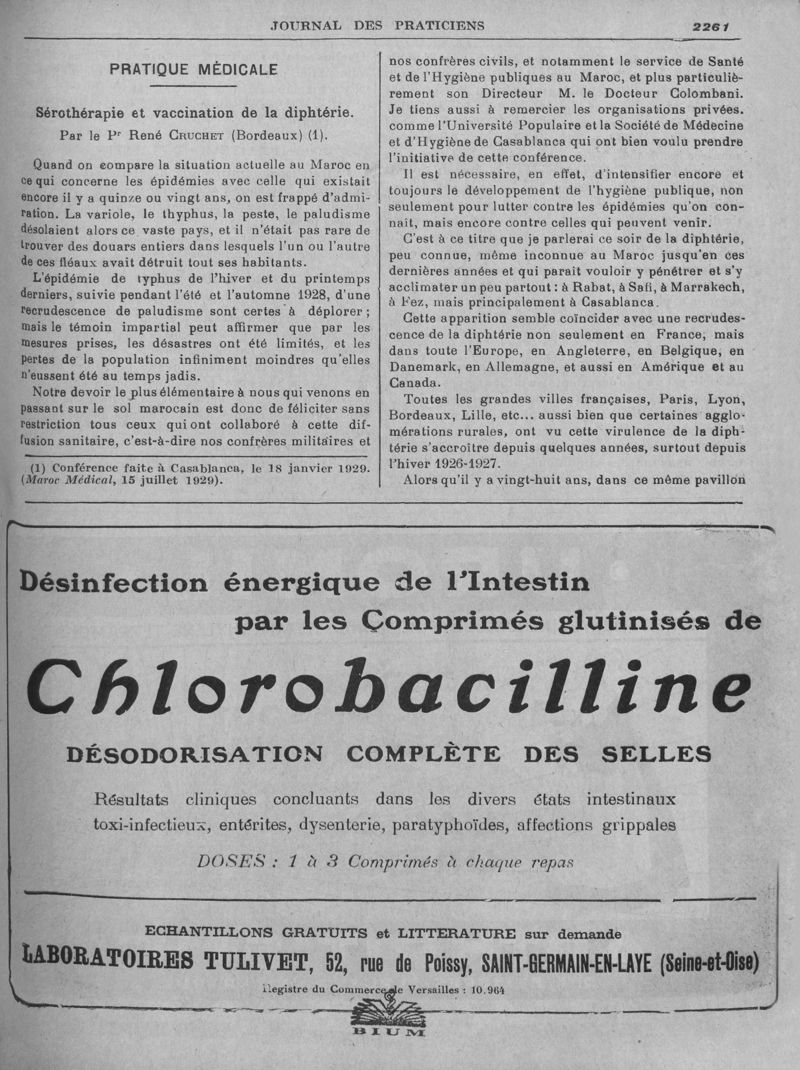 JOURNAL DES PRATICIENS 2261
PRATIQUE MÉDICALE
Sérothérapie et vaccination de la diphtérie.
Par le Pr René CRUCHET (Bordeaux) (1).
Quand on compare la situation actuelle au Maroc en
ce qui concerne les épidémies avec celle qui existait
encore il y a quinze ou vingt ans, on est frappé d'admi-
ration. La variole, le thyphus, la peste, le paludisme
désolaient alors ce vaste pays, et il n'était pas rare de
trouver des douars entiers dans lesquels l'un ou l'autre
de ces fléaux avait détruit tout ses habitants.
L'épidémie de typhus de l'hiver et du printemps
derniers, suivie pendant l'été et l'automne 1928, d'une
recrudescence de paludisme sont certes à déplorer ;
mais le témoin impartial peut affirmer que par les
mesures prises, les désastres ont été limités, et les
pertes de la population infiniment moindres qu'elles
n'eussent été au temps jadis.
Notre devoir le plus élémentaire à nous qui venons en
passant sur le sol marocain est donc de féliciter sans
restriction tous ceux qui ont collaboré à cette dif-
fusion sanitaire, c'est-à-dire nos confrères militaires et
(1) Conférence faite à Casablanca, le 18 janvier 1929.
(Maroc Médical, 15 juillet 1929).
nos confrères civils, et notamment le service de Santé
et de l'Hygiène publiques au Maroc, et plus particuliè-
rement son Directeur M. le Docteur Colombani.
Je tiens aussi à remercier les organisations privées.
comme l'Université Populaire et la Société de Médecine
et d'Hygiène de Casablanca qui ont bien voulu prendre
l'initiative de cette conférence.
Il est nécessaire, en effet, d'intensifier encore et
toujours le développement de l'hygiène publique, non
seulement pour lutter contre les épidémies qu'on con-
naît, mais encore contre celles qui peuvent venir.
C'est à ce titre que je parlerai ce soir de la diphtérie,
peu connue, même inconnue au Maroc jusqu'en ces
dernières années et qui parait vouloir y pénétrer et s'y
acclimater un peu partout : à Rabat, à Safi, à Marrakech,
à Fez, mais principalement à Casablanca.
Cette apparition semble coïncider avec une recrudes-
cence de la diphtérie non seulement en France, mais
dans toute l'Europe, en Angleterre, en Belgique, en
Danemark, en Allemagne, et aussi en Amérique et au
Canada.
Toutes les grandes villes françaises, Paris, Lyon,
Bordeaux, Lille, etc... aussi bien que certaines agglo-
mérations rurales, ont vu cette virulence de la diph-
térie s'accroître depuis quelques années, surtout depuis
l'hiver 1926-1927.
Alors qu'il y a vingt-huit ans, dans ce même pavillon
Désinfection énergique de l'Intestin
par les Comprimés glutinisés de
Chlorobacilline
DÉSODORISATION COMPLÈTE DES SELLES
Résultats cliniques concluants dans les divers états intestinaux
toxi-infectieux, entérites, dysenterie, paratyphoïdes, affections grippales
DOSES : 1 à 3 Comprimés à chaque repas
ECHANTILLONS GRATUITS et LITTERATURE sur demande
LABORATOIRES TULIVET, 52, rue de Poissy, SAINT-GERMAIN-EN-LAYE (Seine-et-Oise)
Registre du Commerce de Versailles : 10.964
BIUM